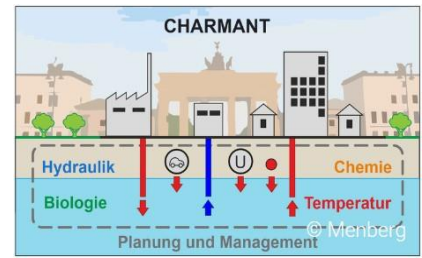 CHARMANT
U
Hydraulik
Chemie
Biologie
Temperatur
© Menberg
Planung und Management